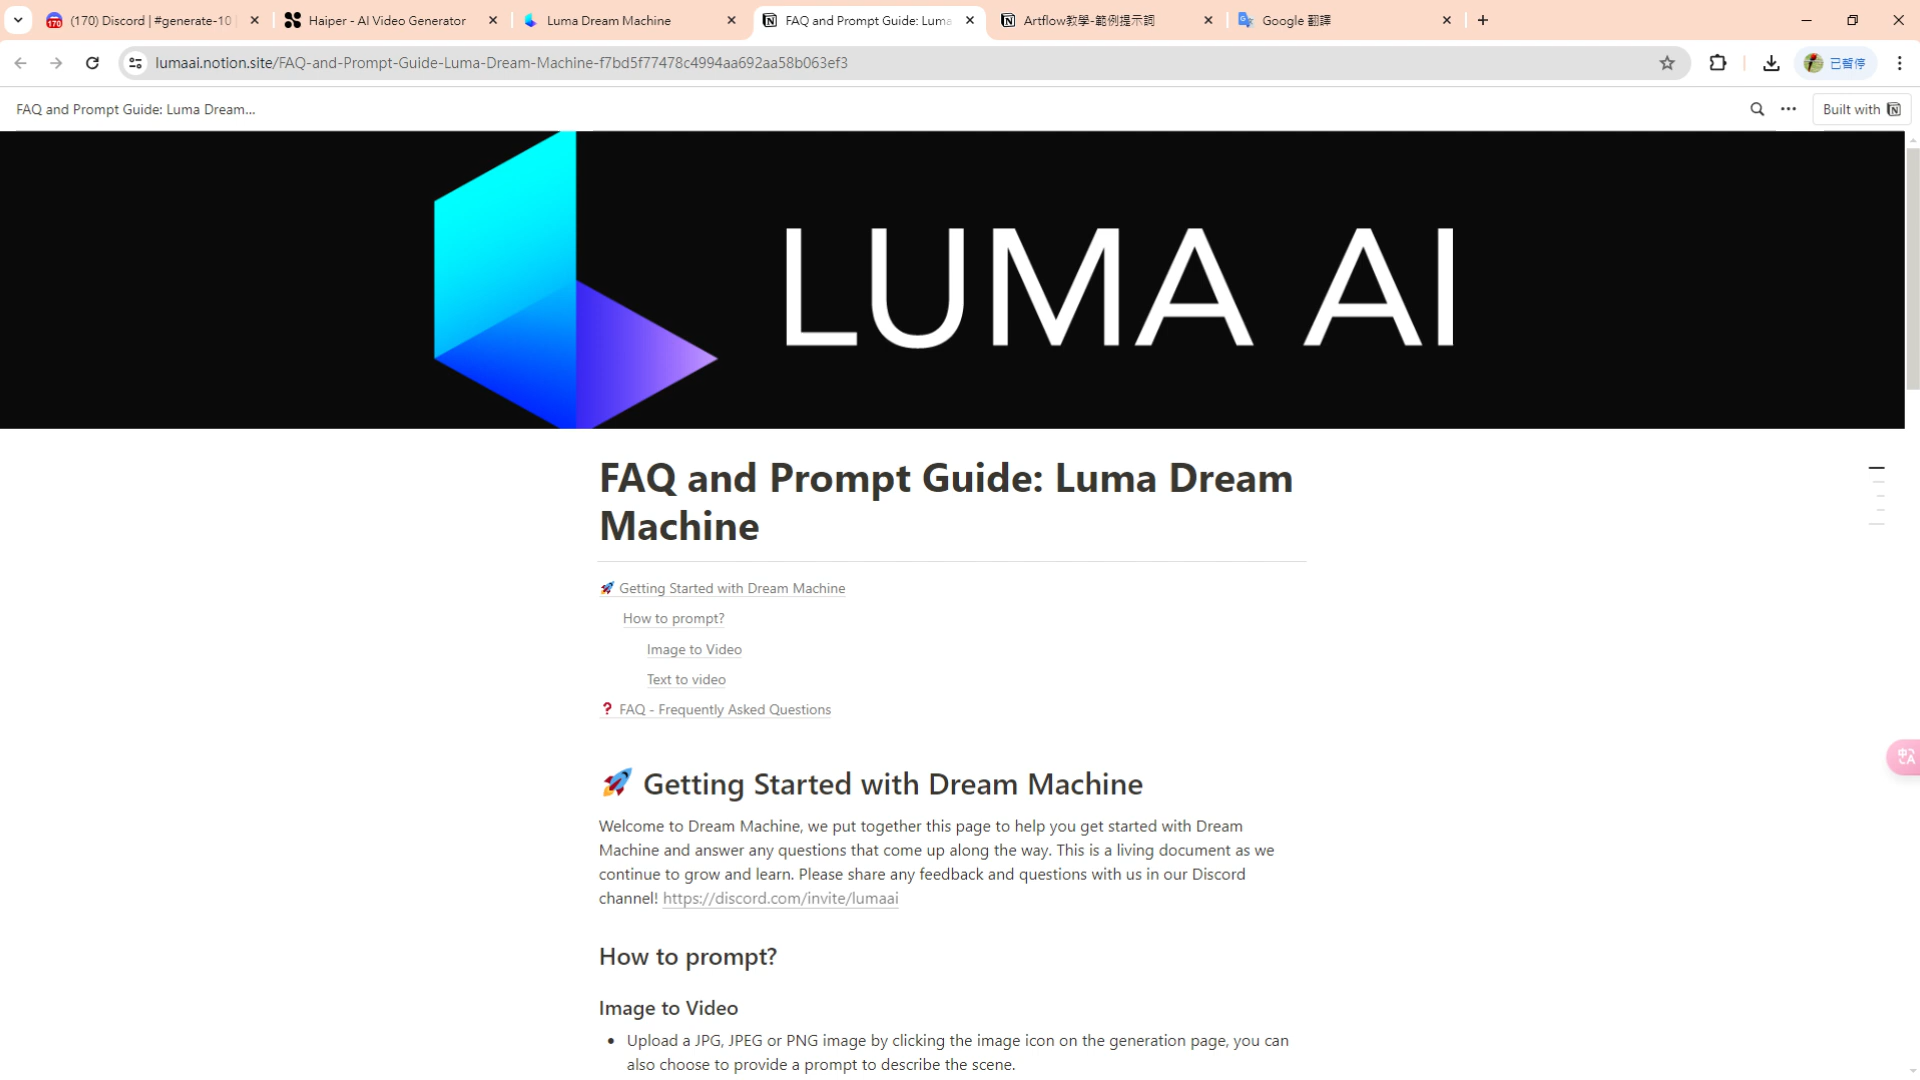 170 (170) Discord | #generate-10 Haiper - AI Video Generator Luma Dream Machine FAQ and Prompt Guide: Luma Artflow教學-範例提示詞 Google 翻譯
lumaai.notion.site/FAQ-and-Prompt-Guide-Luma-Dream-Machine-f7bd5f77478c4994aa692aa58b063ef3 已暫停
FAQ and Prompt Guide: Luma Dream... Built with
LUMA AI
FAQ and Prompt Guide: Luma Dream
Machine
Getting Started with Dream Machine
How to prompt?
Image to Video
Text to video
FAQ - Frequently Asked Questions
中 A
Getting Started with Dream Machine
Welcome to Dream Machine, we put together this page to help you get started with Dream
Machine and answer any questions that come up along the way. This is a living document as we
continue to grow and learn. Please share any feedback and questions with us in our Discord
channel! https://discord.com/invite/lumaai
How to prompt?
Image to Video
• Upload a JPG, JPEG or PNG image by clicking the image icon on the generation page, you can
also choose to provide a prompt to describe the scene.